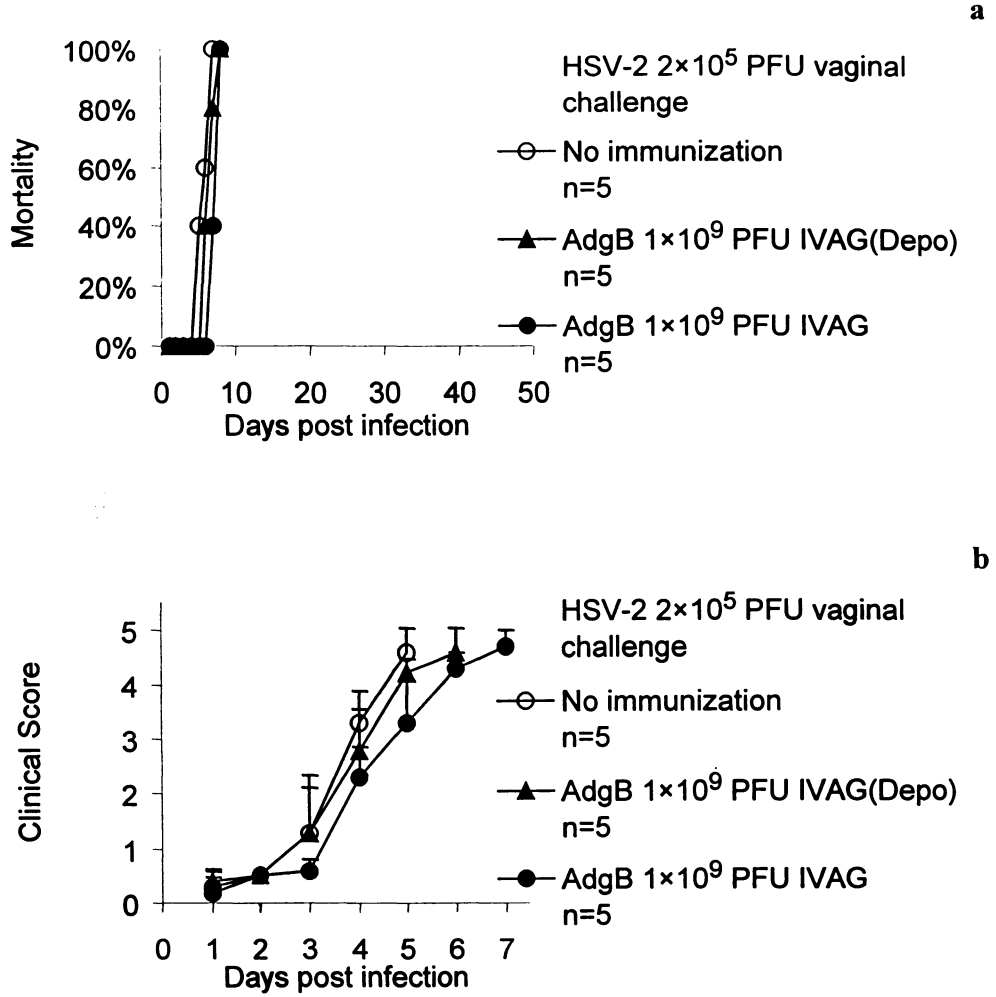 a
100%
80%
60%
40%
20%
0%
Mortality
0 10 20 30 40 50
Days post infection
HSV-2 2×10⁵ PFU vaginal
challenge
No immunization
n=5
AdgB 1×10⁹ PFU IVAG(Depo)
n=5
AdgB 1×10⁹ PFU IVAG
n=5
b
5
4
3
2
1
0
Clinical Score
0 1 2 3 4 5 6 7
Days post infection
HSV-2 2×10⁵ PFU vaginal
challenge
No immunization
n=5
AdgB 1×10⁹ PFU IVAG(Depo)
n=5
AdgB 1×10⁹ PFU IVAG
n=5